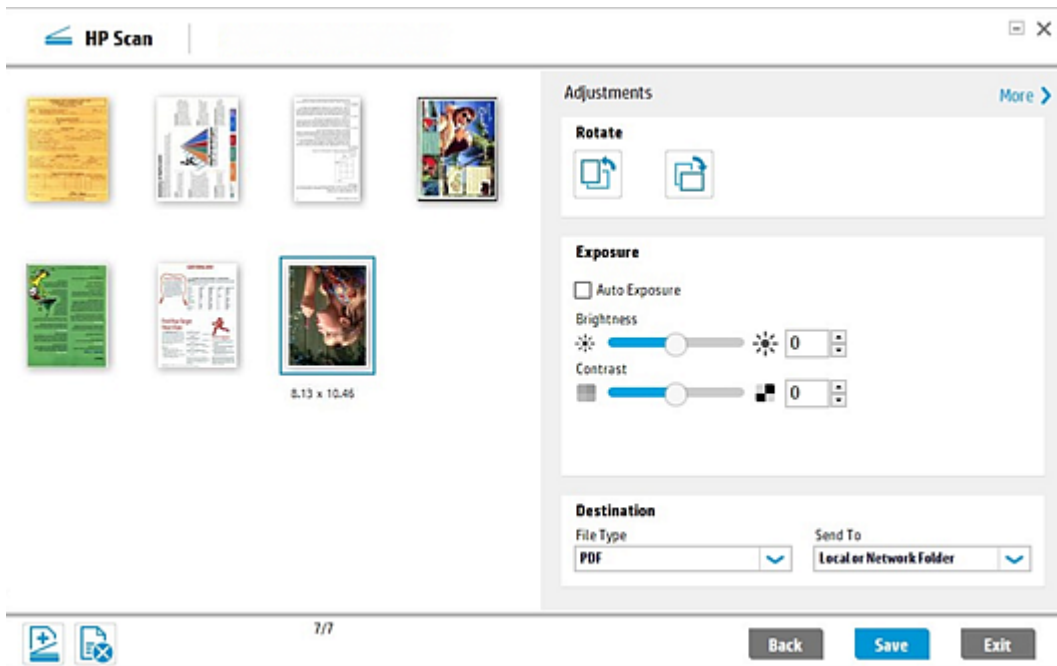 HP Scan
Adjustments
More
Rotate
Exposure
Auto Exposure
Brightness
0
Contrast
0
8.13 x 10.46
Destination
File Type
Send To
PDF
Local or Network Folder
7/7
Back
Save
Exit